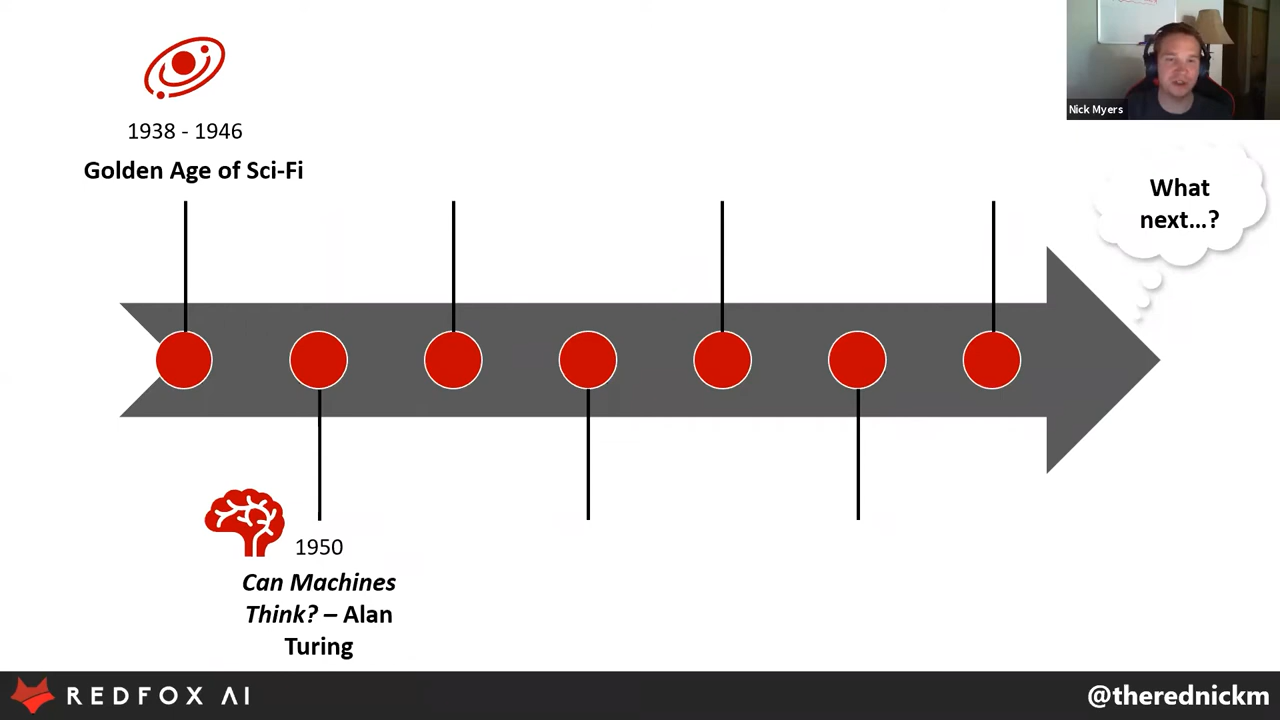 1938 - 1946
Golden Age of Sci-Fi
Nick Myers
What
next...?
1950
Can Machines
Think? – Alan
Turing
REDFOX AI
@therednickm